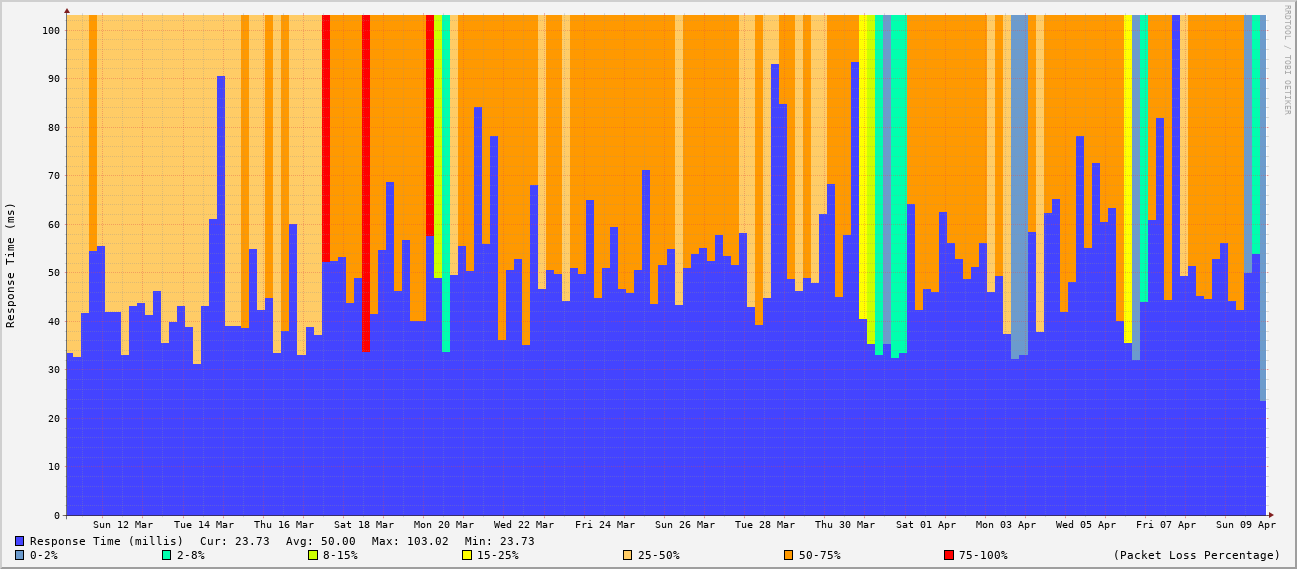 RRDTOOL / TOBI OETIKER
Response Time (ms)
100
90
80
70
60
50
40
30
20
10
0
Sun 12 Mar Tue 14 Mar Thu 16 Mar Sat 18 Mar Mon 20 Mar Wed 22 Mar Fri 24 Mar Sun 26 Mar Tue 28 Mar Thu 30 Mar Sat 01 Apr Mon 03 Apr Wed 05 Apr Fri 07 Apr Sun 09 Apr
Response Time (millis) Cur: 23.73 Avg: 50.00 Max: 103.02 Min: 23.73
0-2% 2-8% 8-15% 15-25% 25-50% 50-75% 75-100% (Packet Loss Percentage)